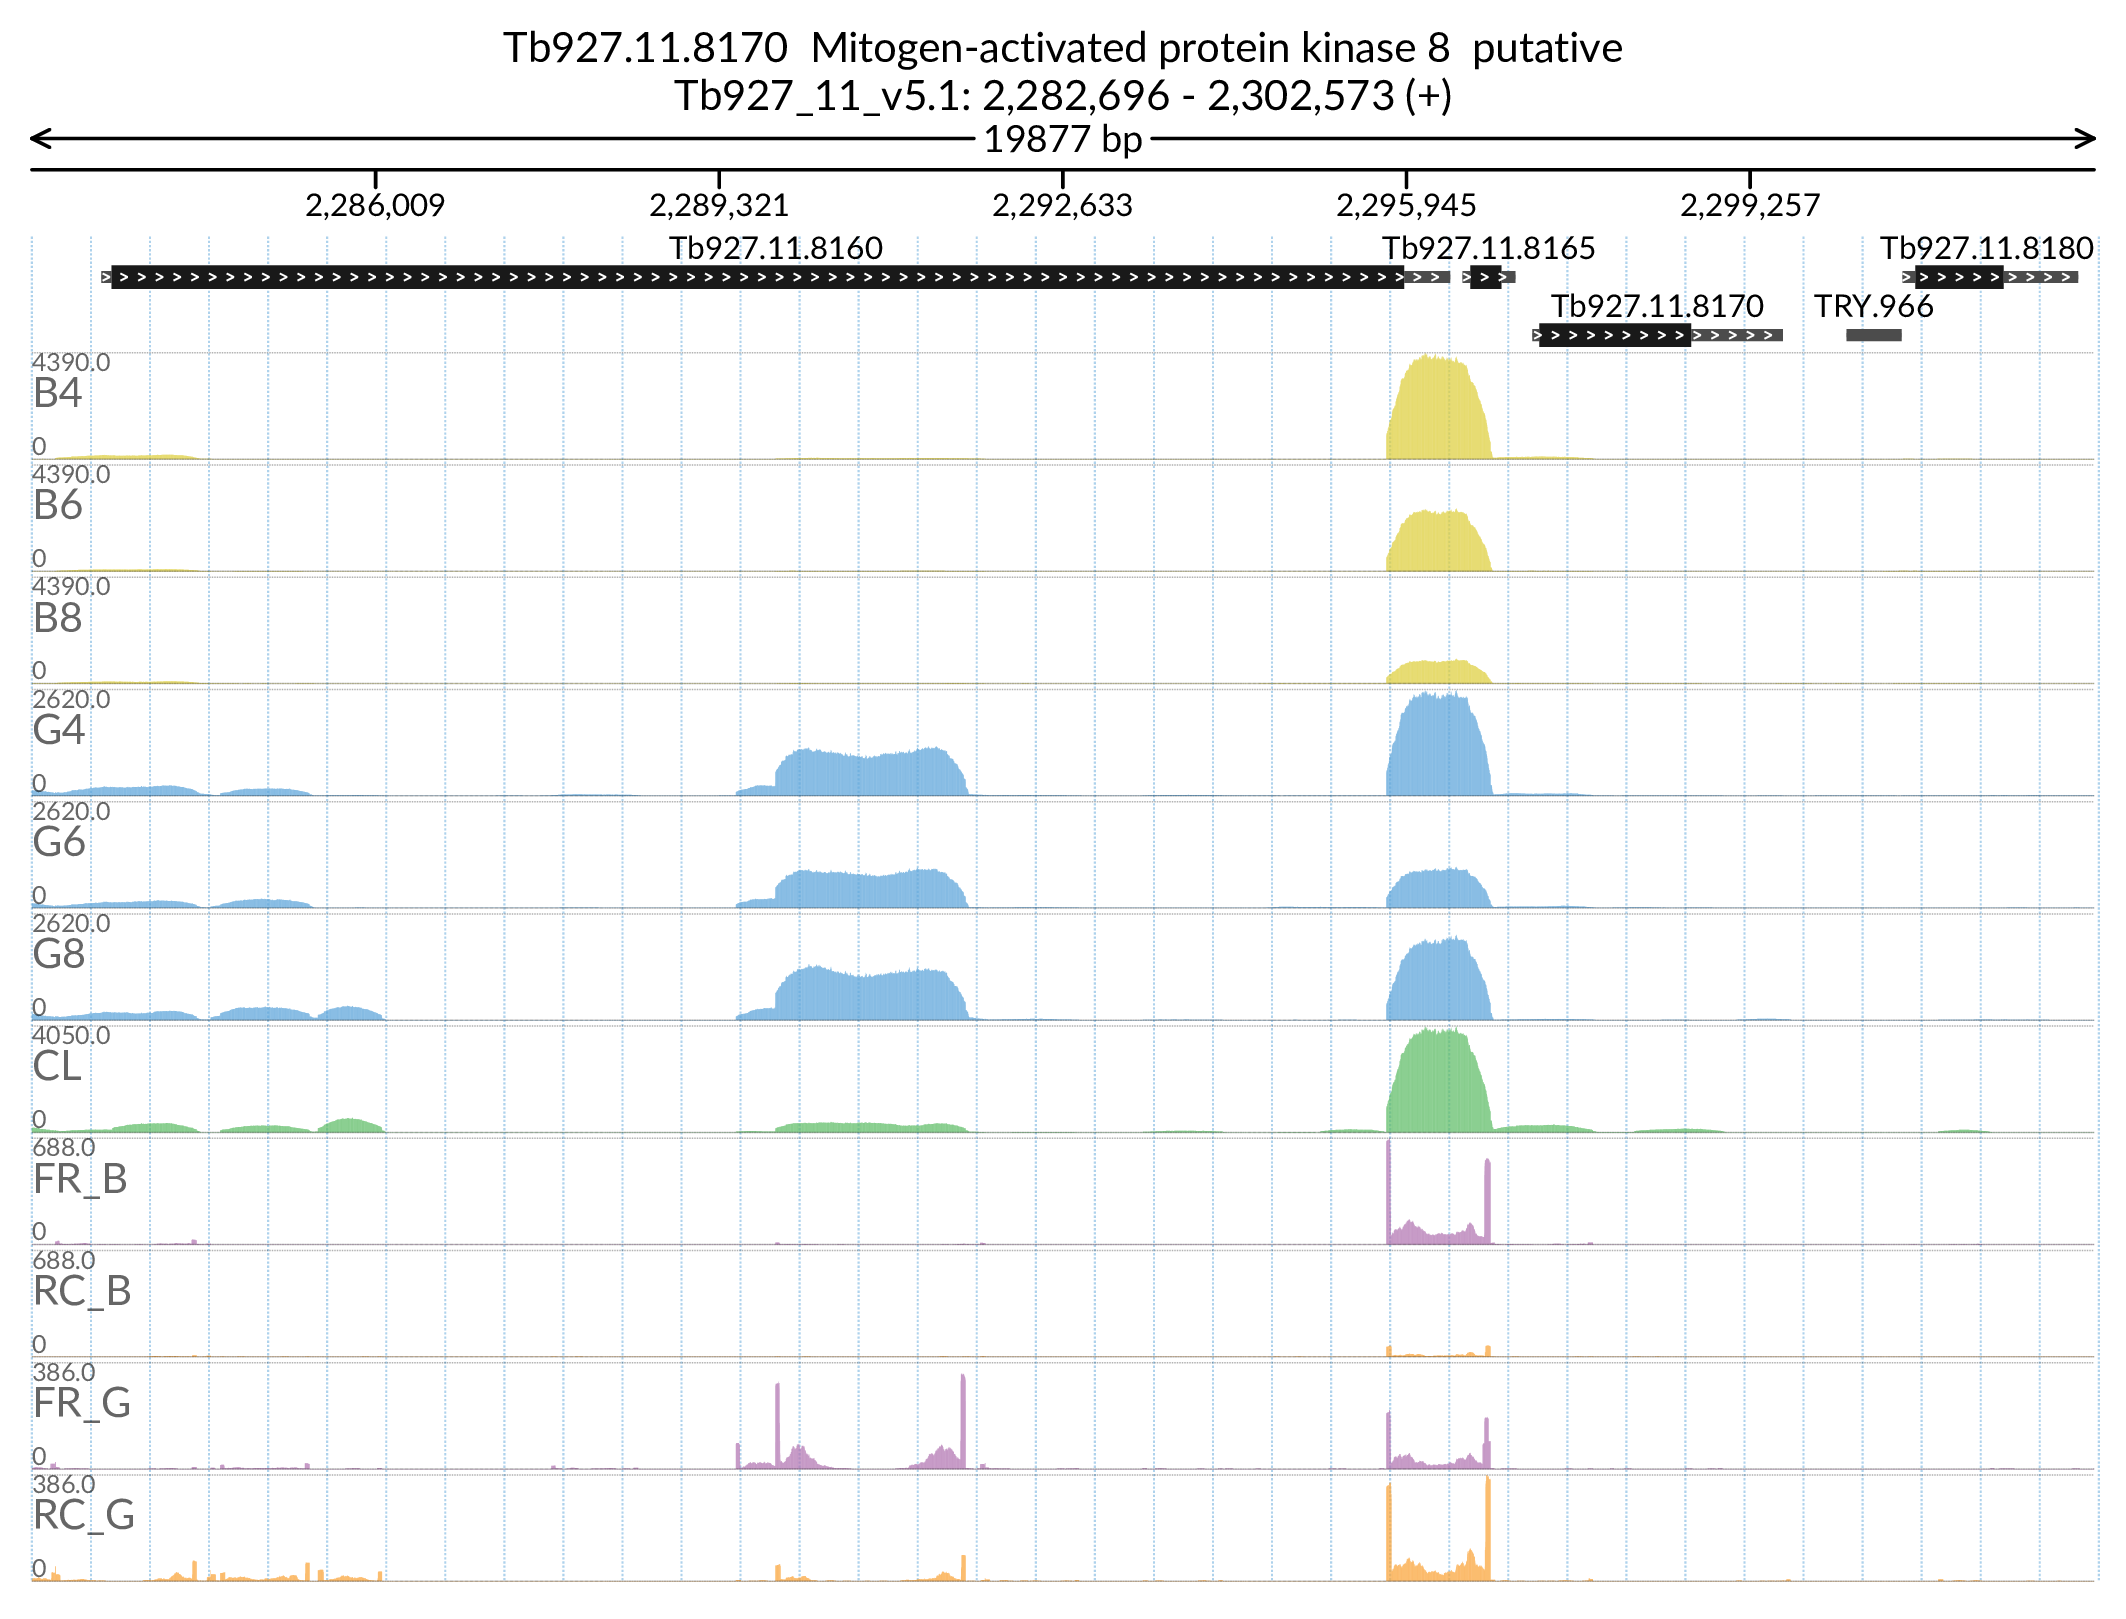 Tb927.11.8170  Mitogen-activated protein kinase 8  putative
Tb927_11_v5.1: 2,282,696 - 2,302,573 (+)
19877 bp
2,286,009 2,289,321 2,292,633 2,295,945 2,299,257
Tb927.11.8160 Tb927.11.8165 Tb927.11.8180
Tb927.11.8170 TRY.966
4390.0
B4
0
4390.0
B6
0
4390.0
B8
0
2620.0
G4
0
2620.0
G6
0
2620.0
G8
0
4050.0
CL
0
688.0
FR_B
0
688.0
RC_B
0
386.0
FR_G
0
386.0
RC_G
0